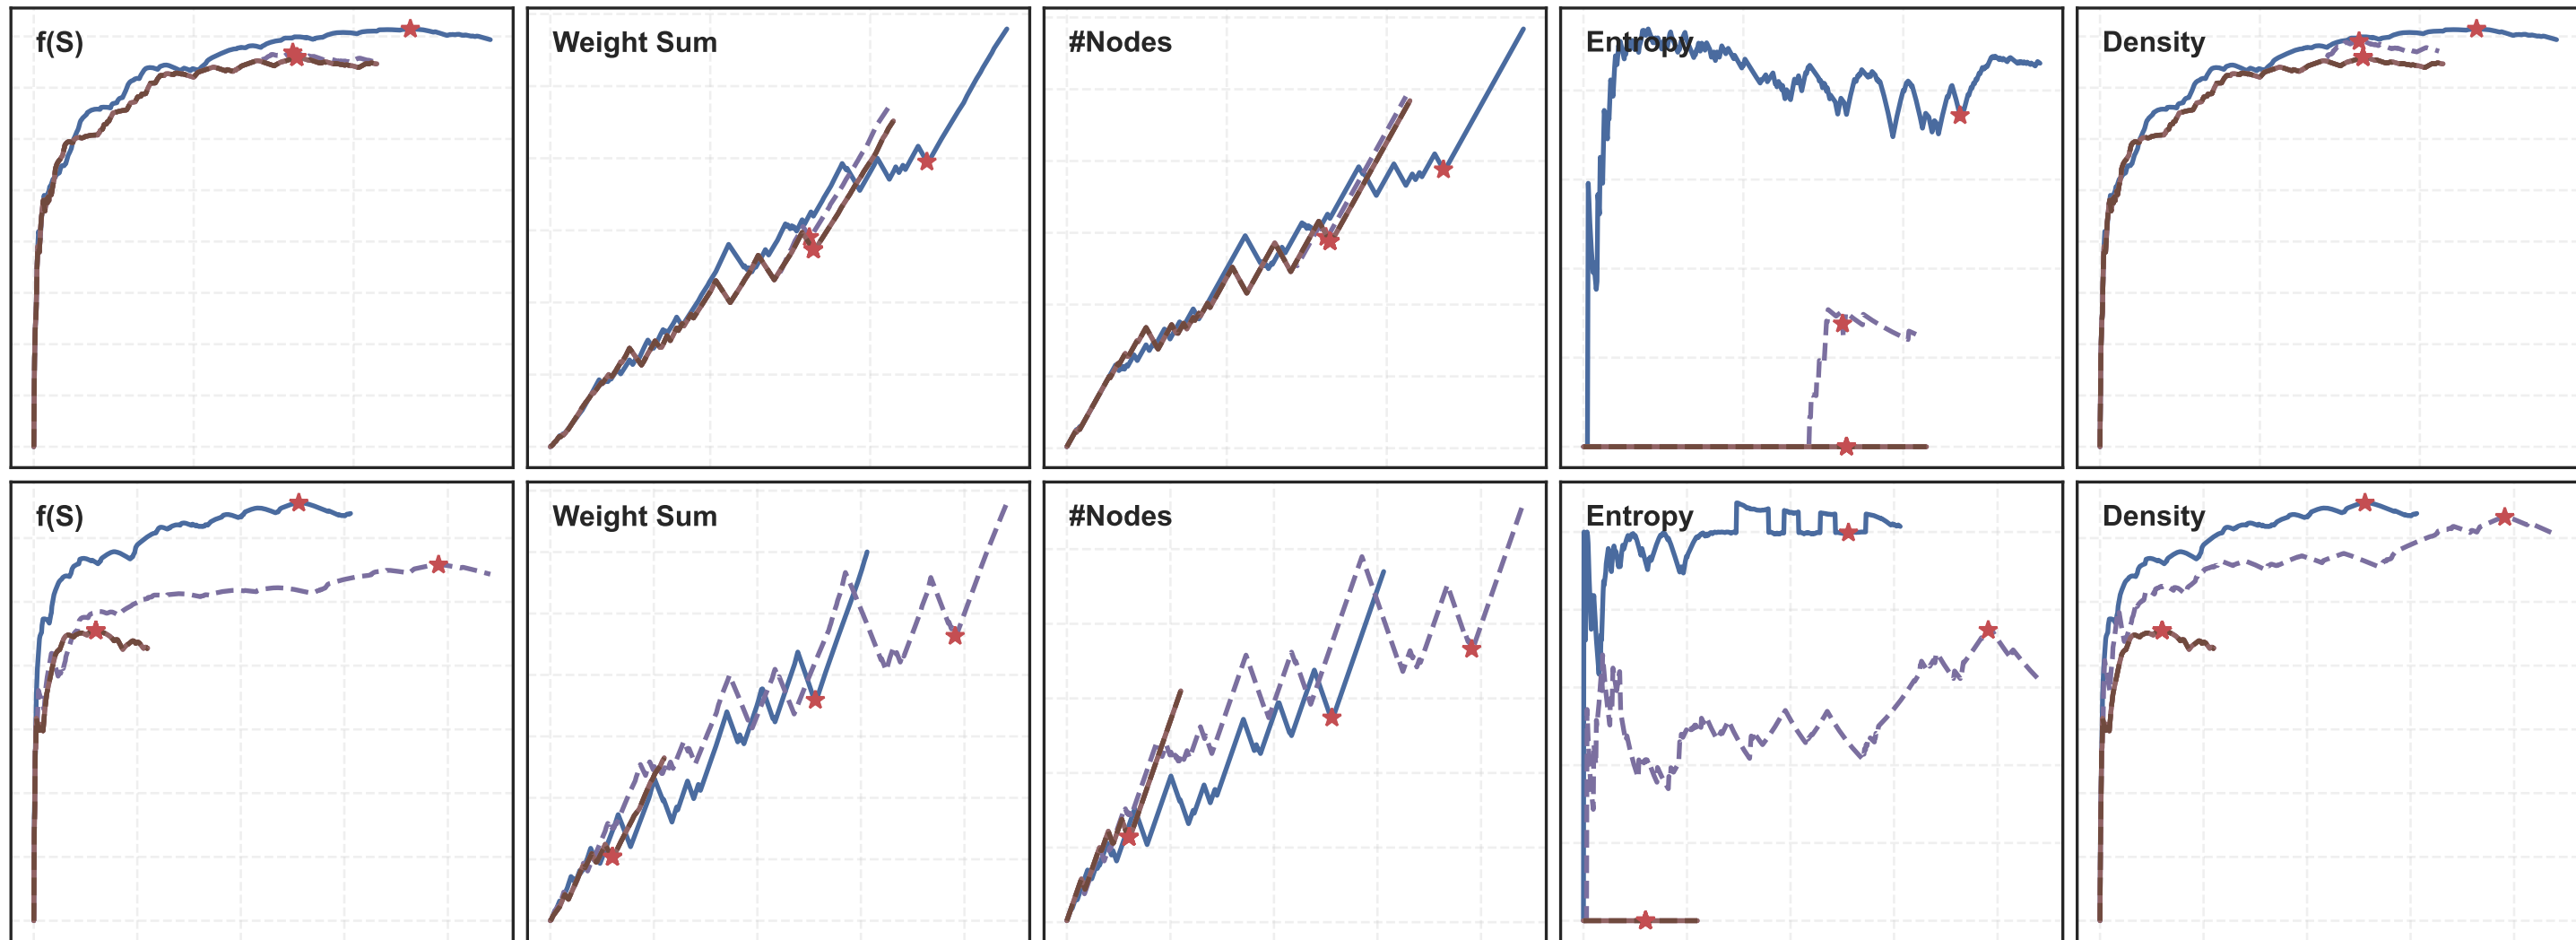 f(S)
Weight Sum
#Nodes
Entropy
Density
f(S)
Weight Sum
#Nodes
Entropy
Density